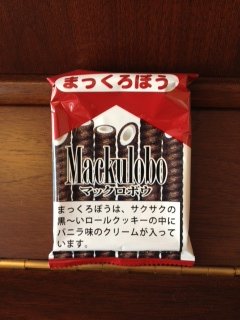 まっくろぼう
Mackulobo
マックロボウ
まっくろぼうは、サクサクの
黒〜いロールクッキーの中に
バニラ味のクリームが入って
います。